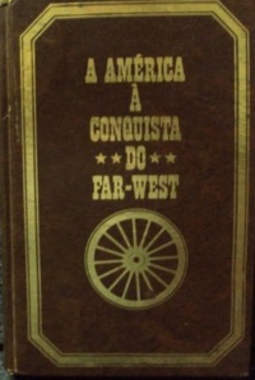 A AMÉRICA
À
CONQUISTA
★★ DO ★★
FAR-WEST